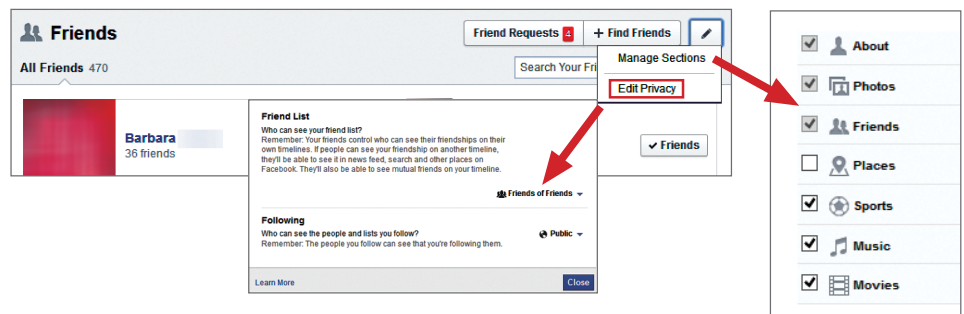 Friends
Friend Requests 4
+ Find Friends
All Friends 470
Search Your Fri
Manage Sections
Edit Privacy
Barbara
36 friends
✓ Friends
Friend List
Who can see your friend list?
Remember: Your friends control who can see their friendships on their
own timelines. If people can see your friendship on another timeline,
they'll be able to see it in news feed, search and other places on
Facebook. They'll also be able to see mutual friends on your timeline.
Friends of Friends
Following
Who can see the people and lists you follow?
Public
Remember: The people you follow can see that you're following them.
Learn More
Close
About
Photos
Friends
Places
Sports
Music
Movies